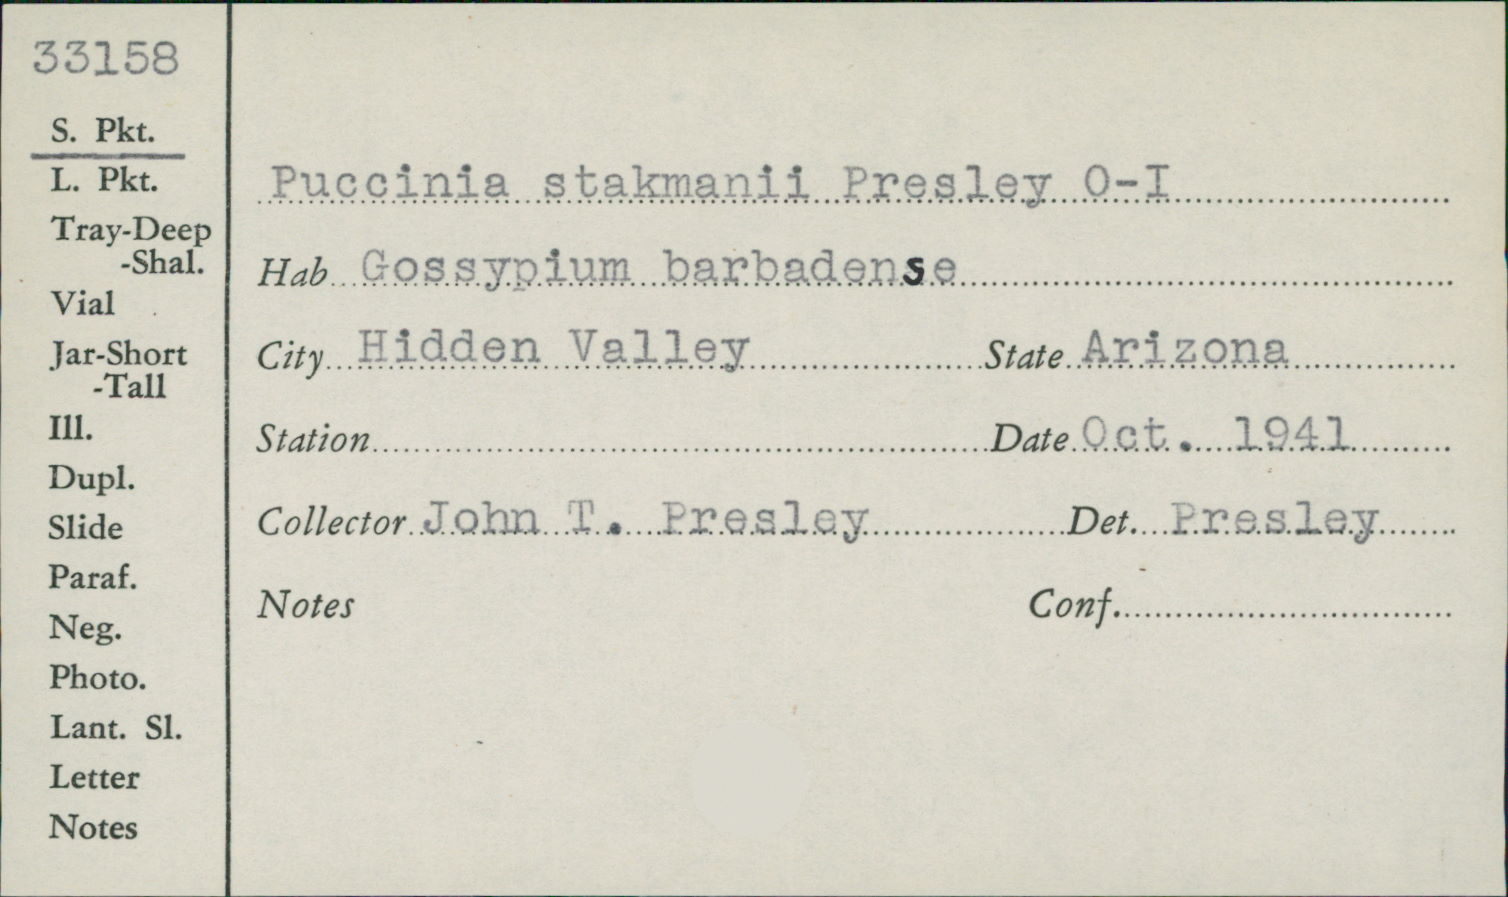 33158
S. Pkt.
L. Pkt.
Tray-Deep
-Shal.
Vial
Jar-Short
-Tall
Ill.
Dupl.
Slide
Paraf.
Neg.
Photo.
Lant. Sl.
Letter
Notes
Puccinia stakmanii Presley O-I
Hab Gossypium barbadense
City Hidden Valley State Arizona
Station Date Oct. 1941
Collector John T. Presley Det. Presley
Notes Conf.